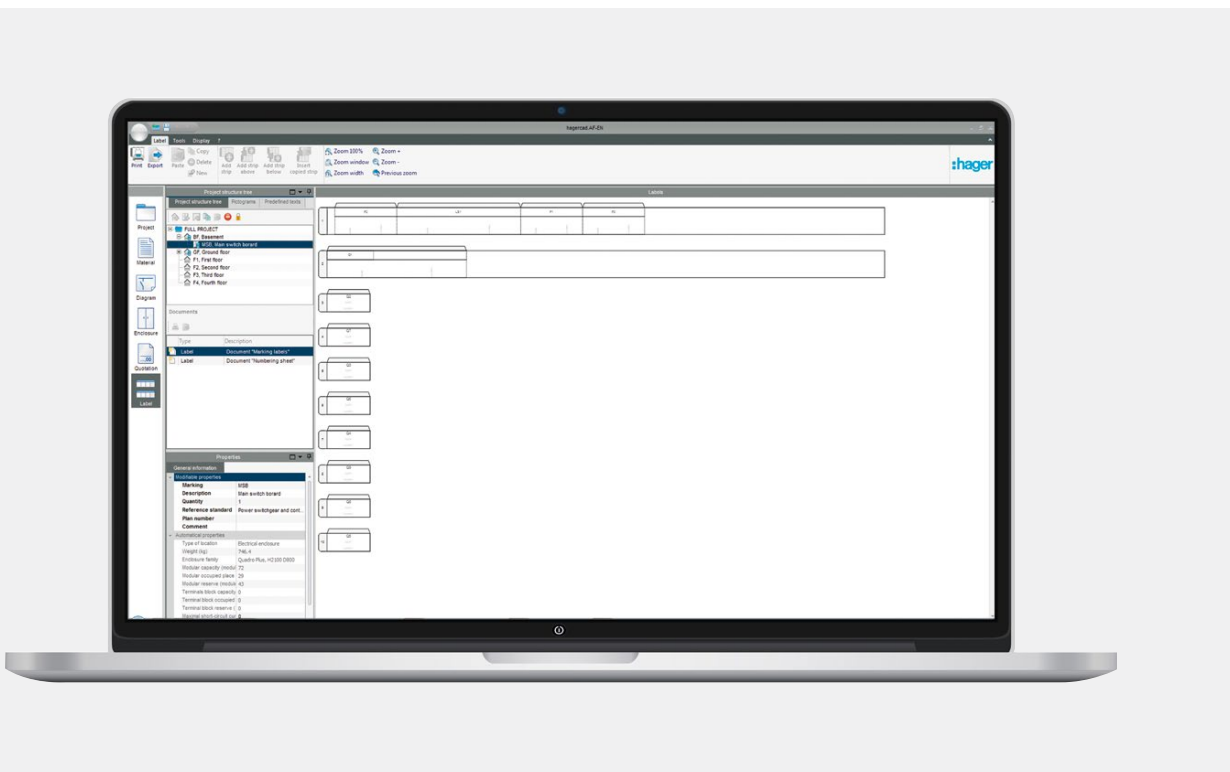 hagercad.AF-EN
Label Tools Display ?
Print Export Paste Copy Delete New Add strip Add strip above Add strip below Insert copied strip Zoom 100% Zoom window Zoom width Zoom + Zoom - Previous zoom
:hager
Project structure tree
Labels
Project structure tree Pictograms Predefined texts
Project
Material
Diagram
Enclosure
Quotation
Label
FULL PROJECT
BF, Basement
MSB, Main switch borard
GF, Ground floor
F1, First floor
F2, Second floor
F3, Third floor
F4, Fourth floor
Documents
Type Description
Label Document "Marking labels"
Label Document "Numbering sheet"
Properties
General information
Modifiable properties
Marking MSB
Description Main switch borard
Quantity 1
Reference standard Power switchgear and cont...
Plan number
Comment
Automatical properties
Type of location Electrical enclosure
Weight (kg) 746,4
Enclosure family Quadro Plus, H2100 D800
Modular capacity (modul 72
Modular occupied place 29
Modular reserve (modul 43
Terminals block capacity 0
Terminal block occupied 0
Terminal block reserve ( 0